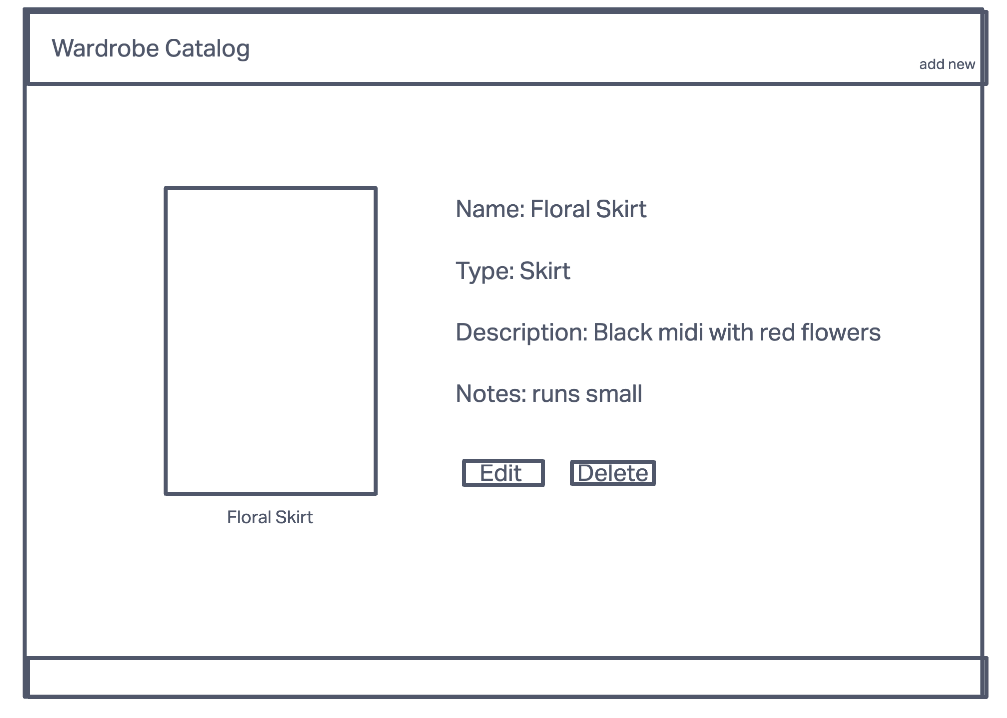 Wardrobe Catalog
add new
Name: Floral Skirt
Type: Skirt
Description: Black midi with red flowers
Notes: runs small
Edit Delete
Floral Skirt